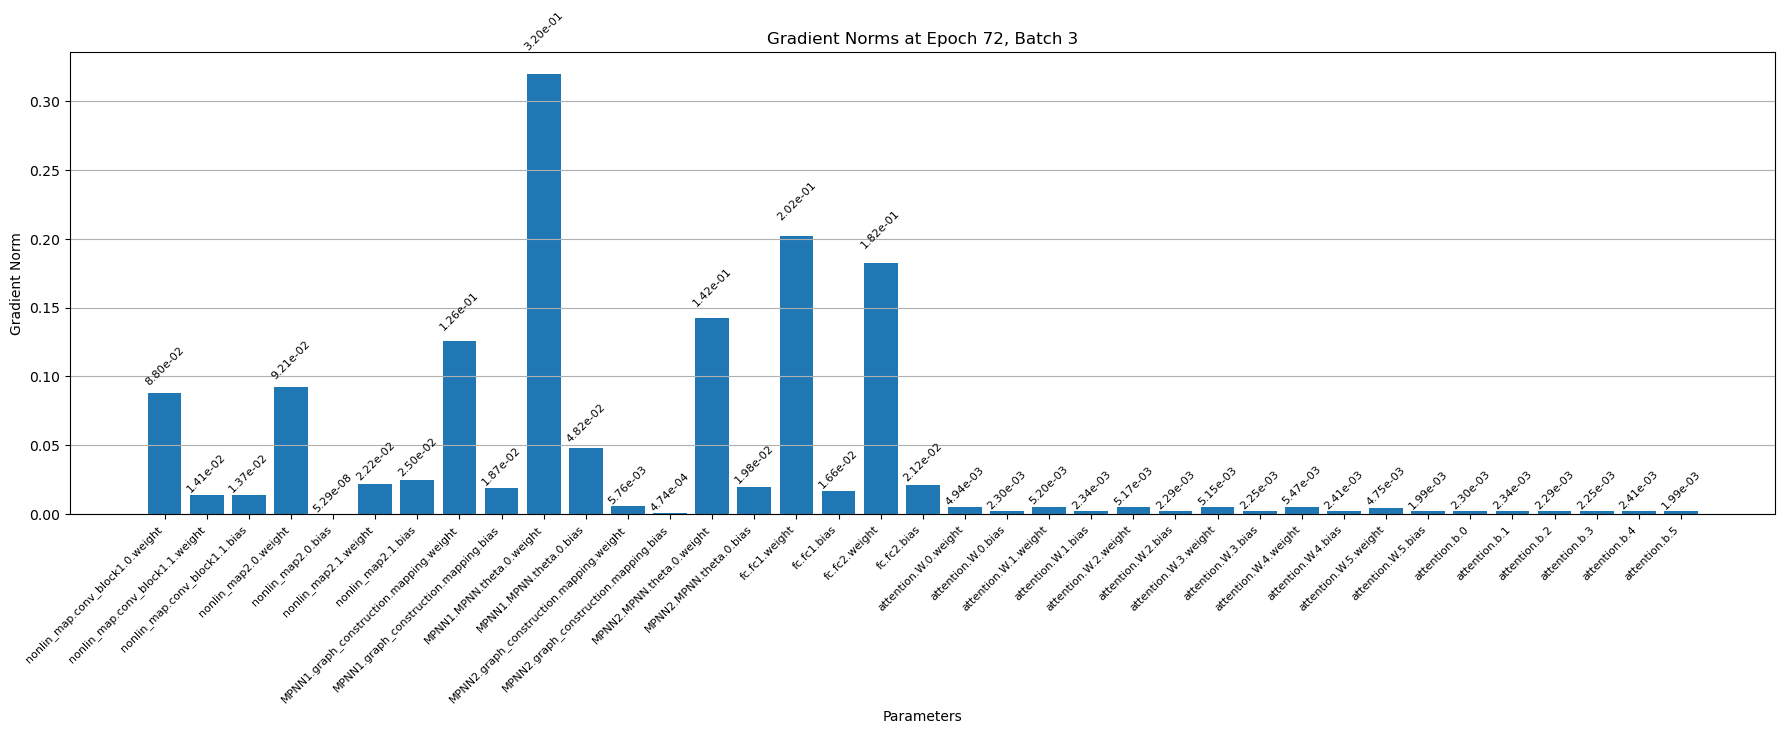 Gradient Norms at Epoch 72, Batch 3
Gradient Norm
0.30
0.25
0.20
0.15
0.10
0.05
0.00
8.80e-02
1.41e-02
1.37e-02
9.21e-02
5.29e-08
2.22e-02
2.50e-02
1.26e-01
1.87e-02
3.20e-01
4.82e-02
5.76e-03
4.74e-04
1.42e-01
1.98e-02
2.02e-01
1.66e-02
1.82e-01
2.12e-02
4.94e-03
2.30e-03
5.20e-03
2.34e-03
5.17e-03
2.29e-03
5.15e-03
2.25e-03
5.47e-03
2.41e-03
4.75e-03
1.99e-03
2.30e-03
2.34e-03
2.29e-03
2.25e-03
2.41e-03
1.99e-03
nonlin_map.conv_block1.0.weight
nonlin_map.conv_block1.1.weight
nonlin_map.conv_block1.1.bias
nonlin_map2.0.weight
nonlin_map2.0.bias
nonlin_map2.1.weight
nonlin_map2.1.bias
MPNN1.graph_construction.mapping.weight
MPNN1.graph_construction.mapping.bias
MPNN1.MPNN.theta.0.weight
MPNN1.MPNN.theta.0.bias
MPNN2.graph_construction.mapping.weight
MPNN2.graph_construction.mapping.bias
MPNN2.MPNN.theta.0.weight
MPNN2.MPNN.theta.0.bias
fc.fc1.weight
fc.fc1.bias
fc.fc2.weight
fc.fc2.bias
attention.W.0.weight
attention.W.0.bias
attention.W.1.weight
attention.W.1.bias
attention.W.2.weight
attention.W.2.bias
attention.W.3.weight
attention.W.3.bias
attention.W.4.weight
attention.W.4.bias
attention.W.5.weight
attention.W.5.bias
attention.b.0
attention.b.1
attention.b.2
attention.b.3
attention.b.4
attention.b.5
Parameters